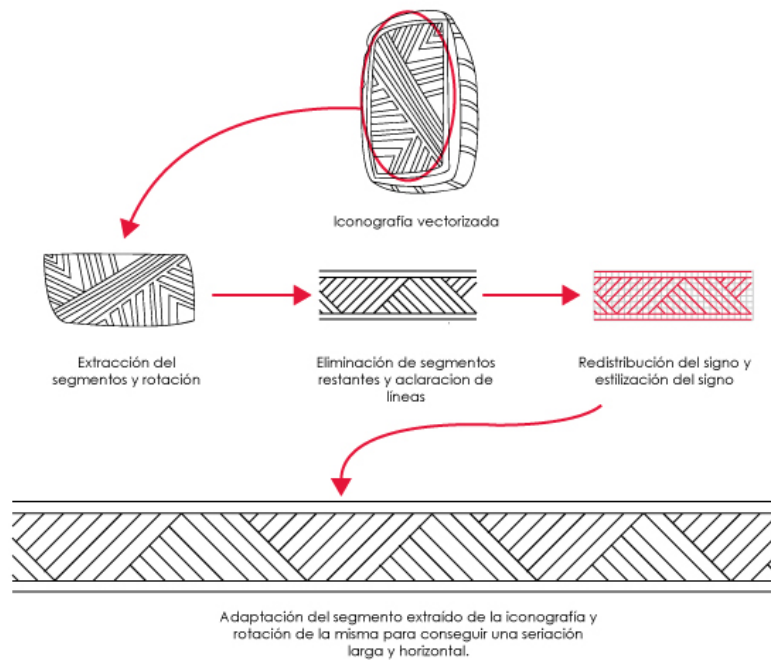 Iconografía vectorizada
Extracción del
segmentos y rotación
Eliminación de segmentos
restantes y aclaracion de
líneas
Redistribución del signo y
estilización del signo
Adaptación del segmento extraído de la iconografía y
rotación de la misma para conseguir una seriación
larga y horizontal.